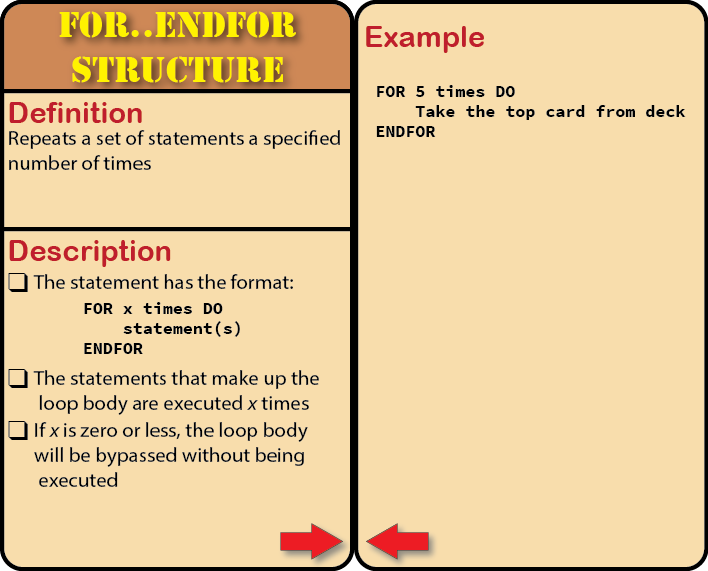 FOR..ENDFOR
STRUCTURE
Definition
Repeats a set of statements a specified
number of times
Description
❏ The statement has the format:
FOR x times DO
    statement(s)
ENDFOR
❏ The statements that make up the
loop body are executed x times
❏ If x is zero or less, the loop body
will be bypassed without being
executed
Example
FOR 5 times DO
    Take the top card from deck
ENDFOR